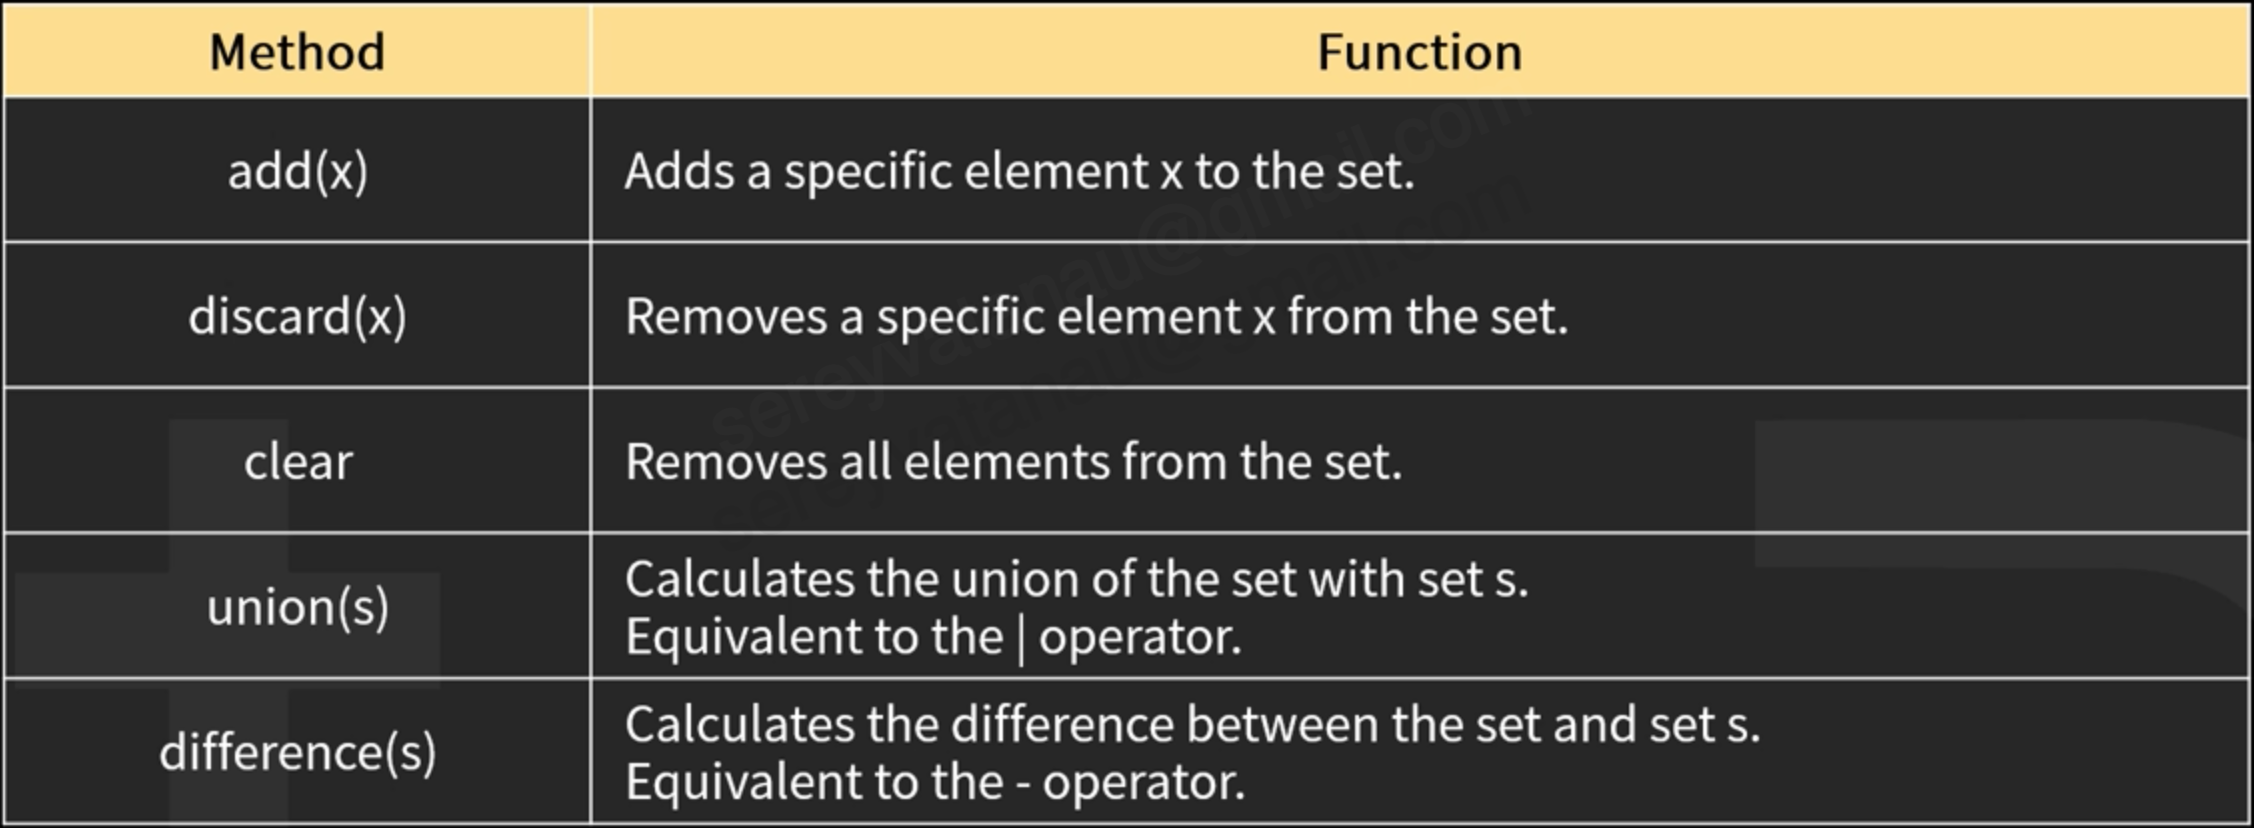 Method
Function
add(x)
Adds a specific element x to the set.
discard(x)
Removes a specific element x from the set.
clear
Removes all elements from the set.
union(s)
Calculates the union of the set with set s.
Equivalent to the | operator.
difference(s)
Calculates the difference between the set and set s.
Equivalent to the - operator.